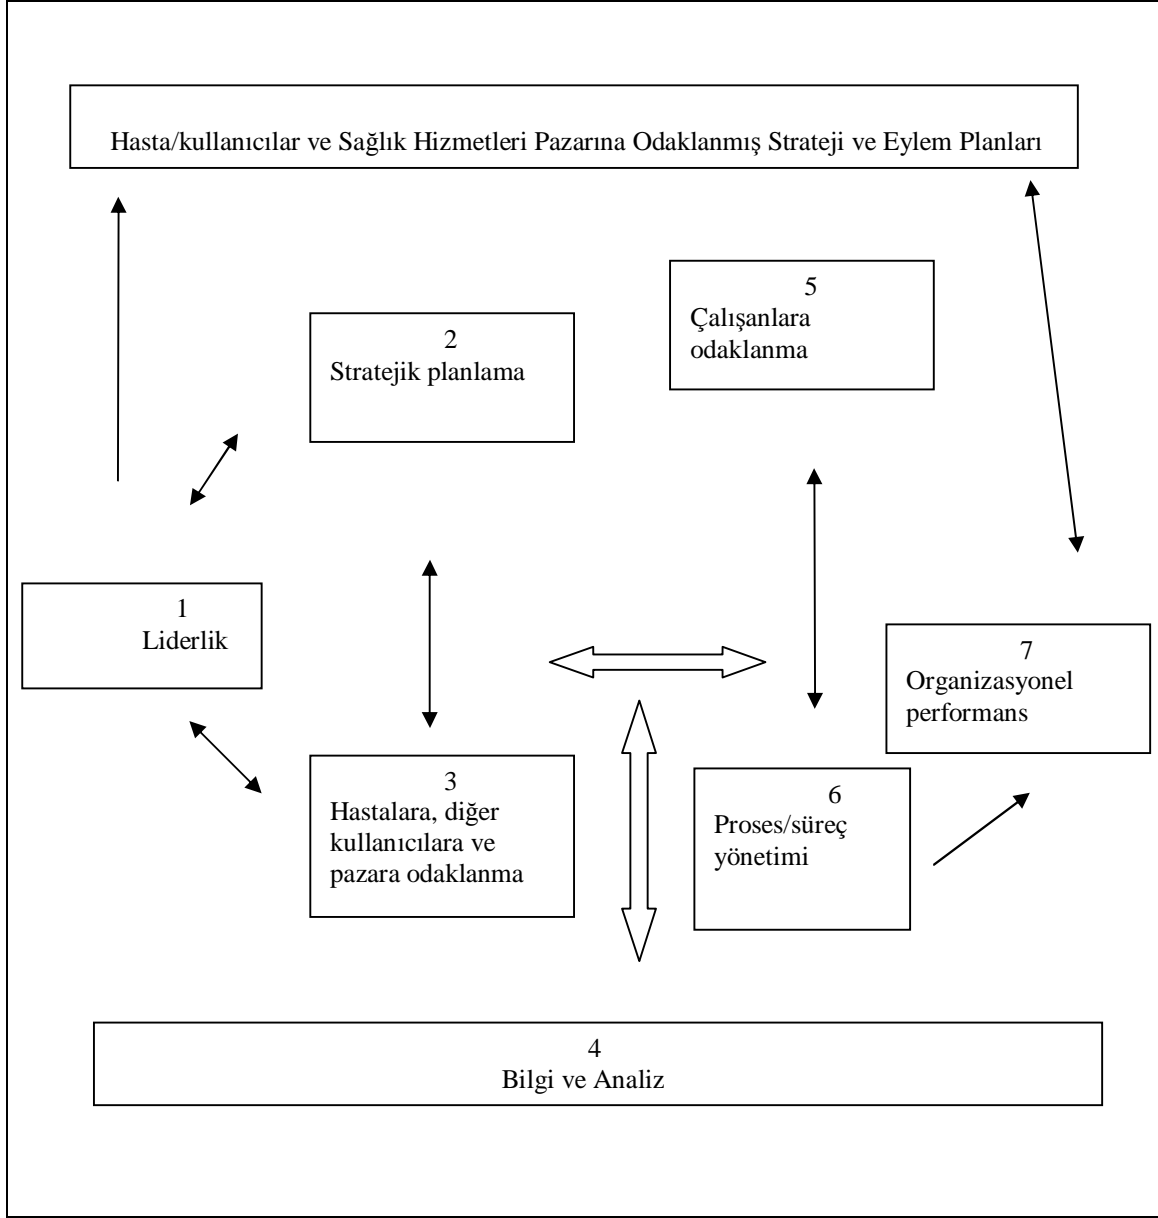 Hasta/kullanıcılar ve Sağlık Hizmetleri Pazarına Odaklanmış Strateji ve Eylem Planları
5
Çalışanlara
odaklanma
2
Stratejik planlama
1
Liderlik
7
Organizasyonel
performans
3
Hastalara, diğer
kullanıcılara ve
pazara odaklanma
6
Proses/süreç
yönetimi
4
Bilgi ve Analiz